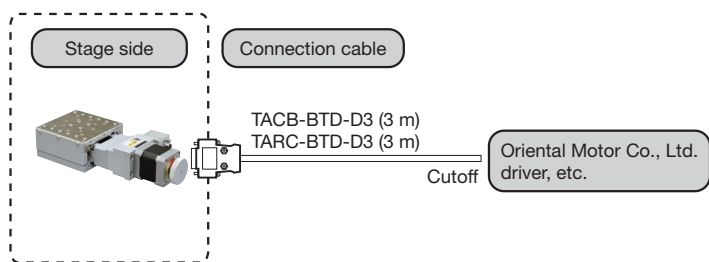 Stage side
Connection cable
TACB-BTD-D3 (3 m)
TARC-BTD-D3 (3 m)
Cutoff
Oriental Motor Co., Ltd.
driver, etc.